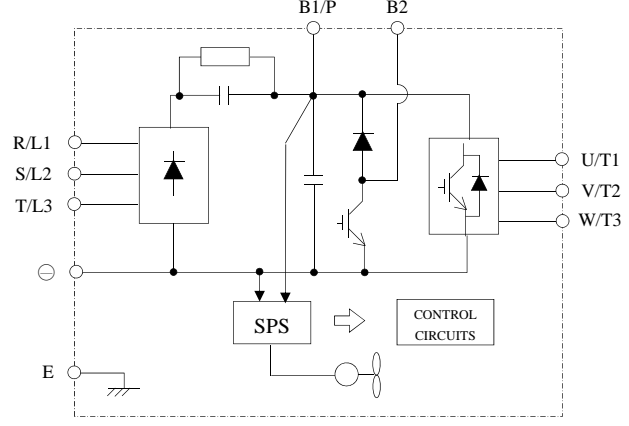 B1/P
B2
R/L1
S/L2
T/L3
U/T1
V/T2
W/T3
⊖
SPS
CONTROL
CIRCUITS
E